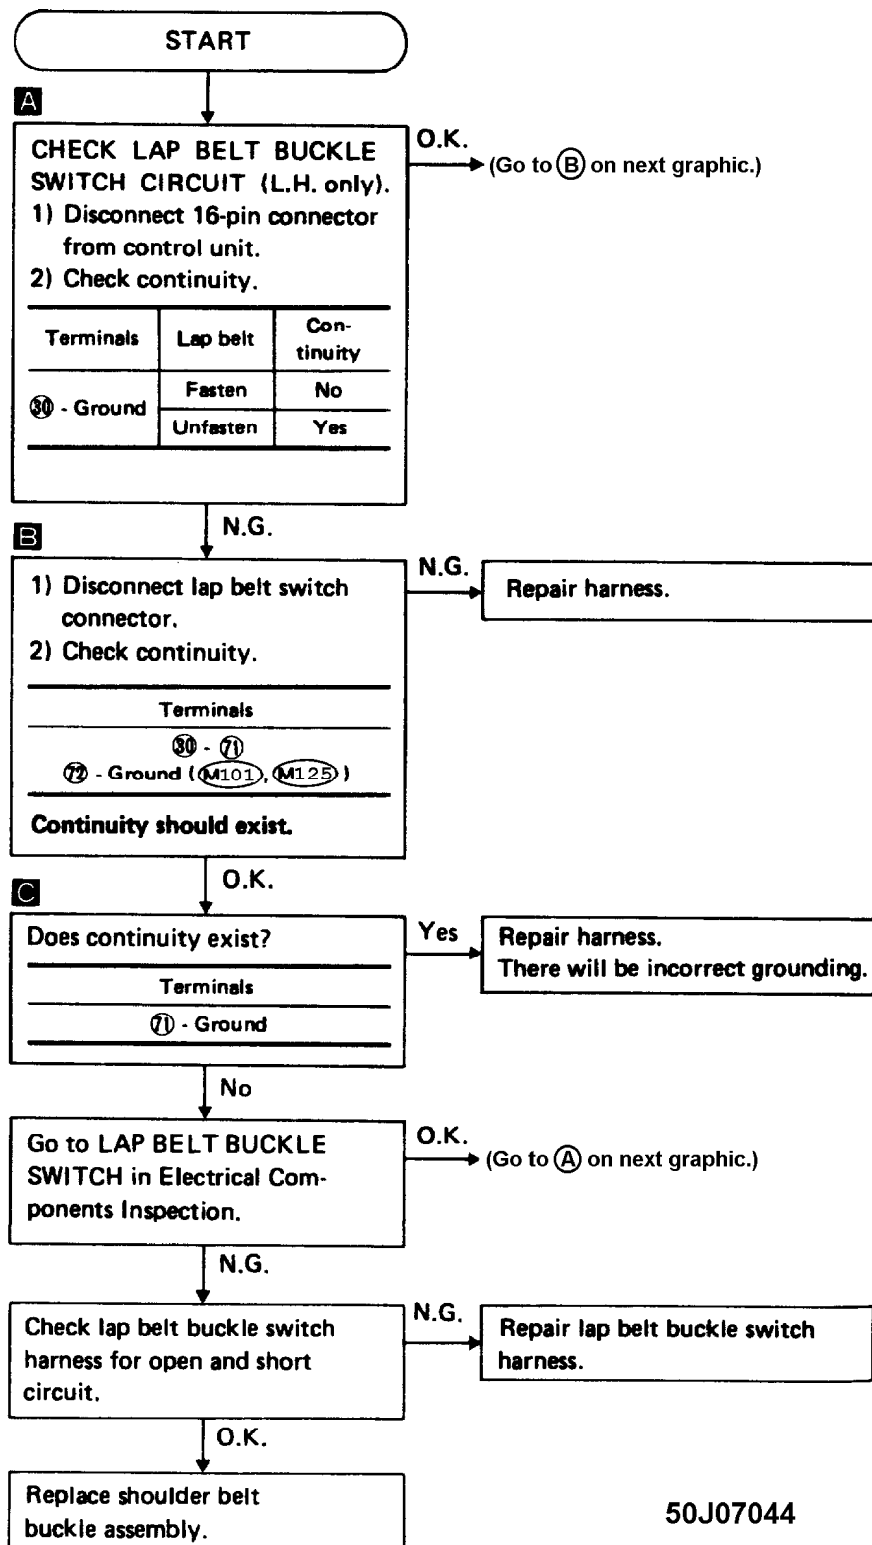 START
A
CHECK LAP BELT BUCKLE
SWITCH CIRCUIT (L.H. only).
1) Disconnect 16-pin connector
from control unit.
2) Check continuity.
Terminals Lap belt Con-
tinuity
30 - Ground
Fasten No
Unfasten Yes
O.K.
(Go to B on next graphic.)
N.G.
B
1) Disconnect lap belt switch
connector.
2) Check continuity.
Terminals
30 - 71
72 - Ground (M101, M125)
Continuity should exist.
N.G.
Repair harness.
O.K.
C
Does continuity exist?
Terminals
71 - Ground
Yes
Repair harness.
There will be incorrect grounding.
No
Go to LAP BELT BUCKLE
SWITCH in Electrical Com-
ponents Inspection.
O.K.
(Go to A on next graphic.)
N.G.
Check lap belt buckle switch
harness for open and short
circuit.
N.G.
Repair lap belt buckle switch
harness.
O.K.
Replace shoulder belt
buckle assembly.
50J07044